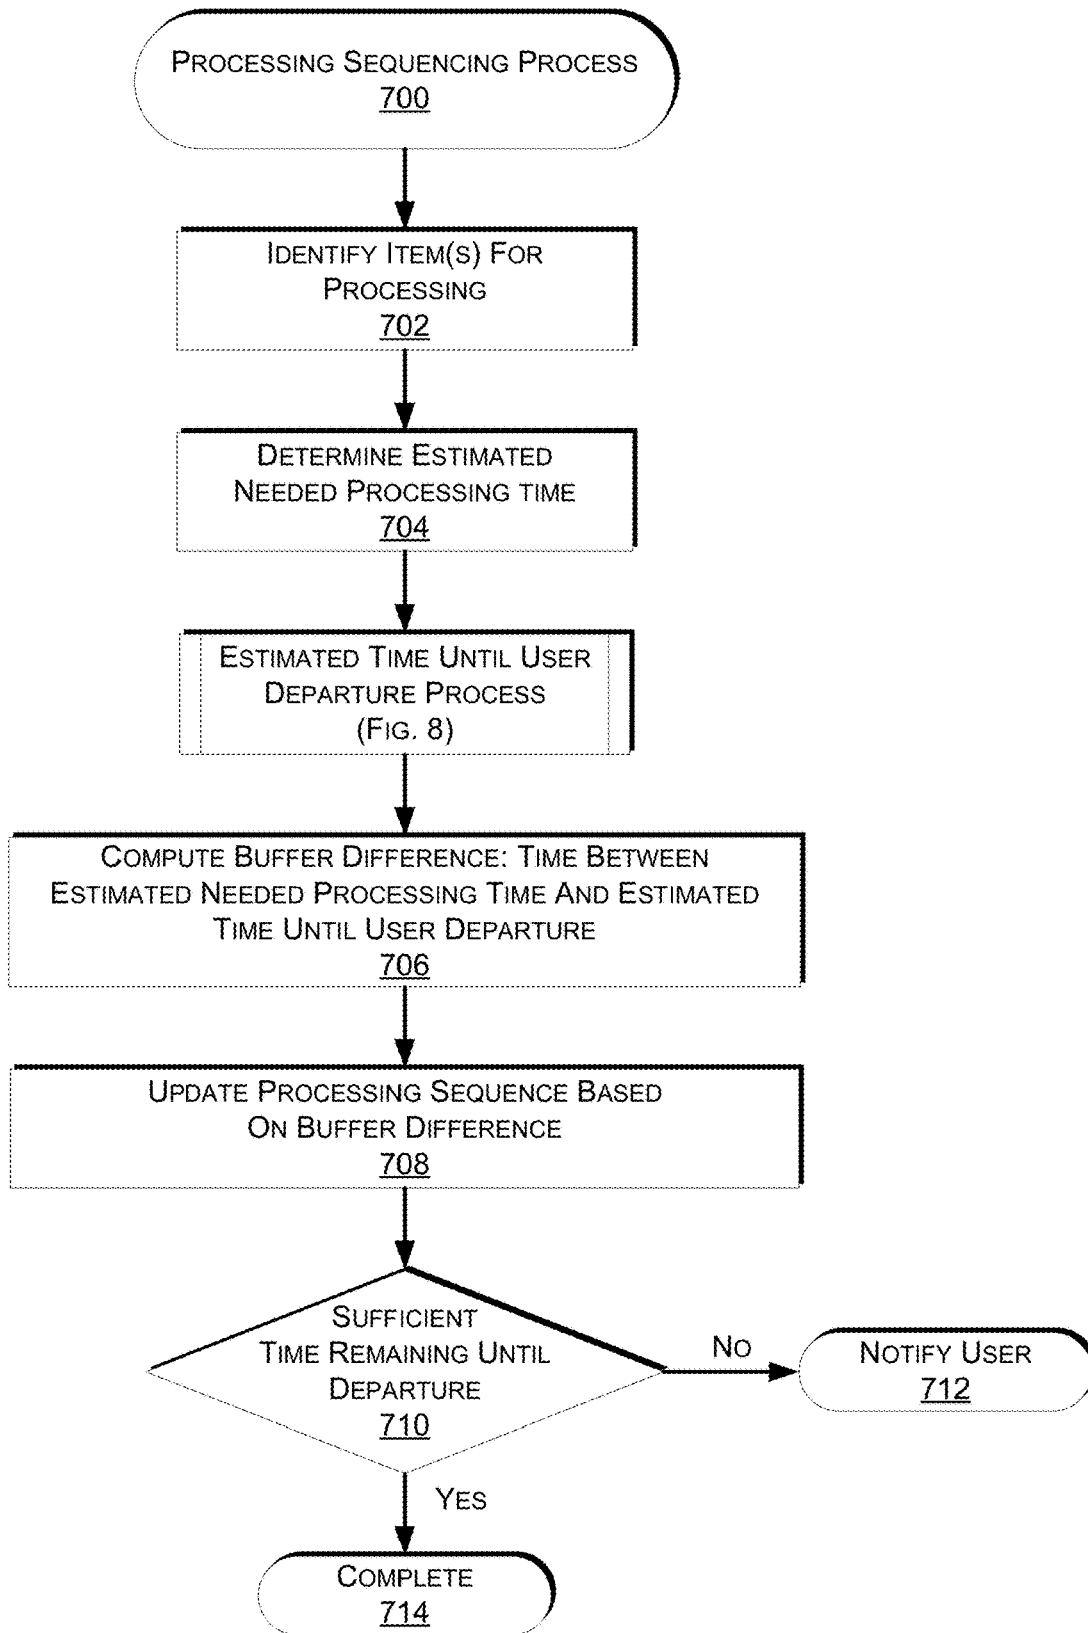 PROCESSING SEQUENCING PROCESS
700
IDENTIFY ITEM(S) FOR
PROCESSING
702
DETERMINE ESTIMATED
NEEDED PROCESSING TIME
704
ESTIMATED TIME UNTIL USER
DEPARTURE PROCESS
(FIG. 8)
COMPUTE BUFFER DIFFERENCE: TIME BETWEEN
ESTIMATED NEEDED PROCESSING TIME AND ESTIMATED
TIME UNTIL USER DEPARTURE
706
UPDATE PROCESSING SEQUENCE BASED
ON BUFFER DIFFERENCE
708
SUFFICIENT
TIME REMAINING UNTIL
DEPARTURE
710
NO
NOTIFY USER
712
YES
COMPLETE
714